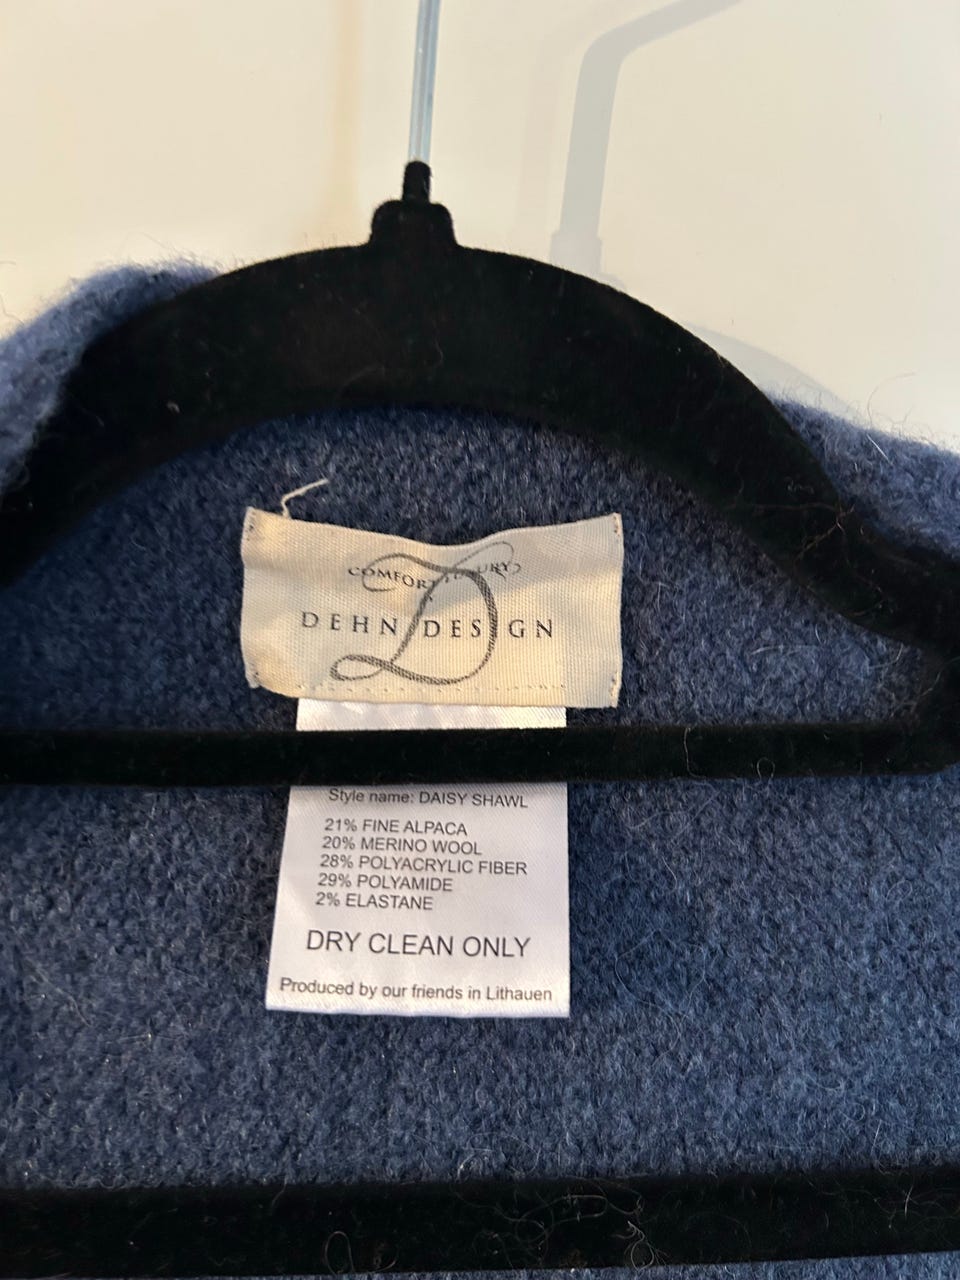 COMFORT LUXURY
D
DEHN DESIGN
Style name: DAISY SHAWL
21% FINE ALPACA
20% MERINO WOOL
28% POLYACRYLIC FIBER
29% POLYAMIDE
2% ELASTANE
DRY CLEAN ONLY
Produced by our friends in Lithauen